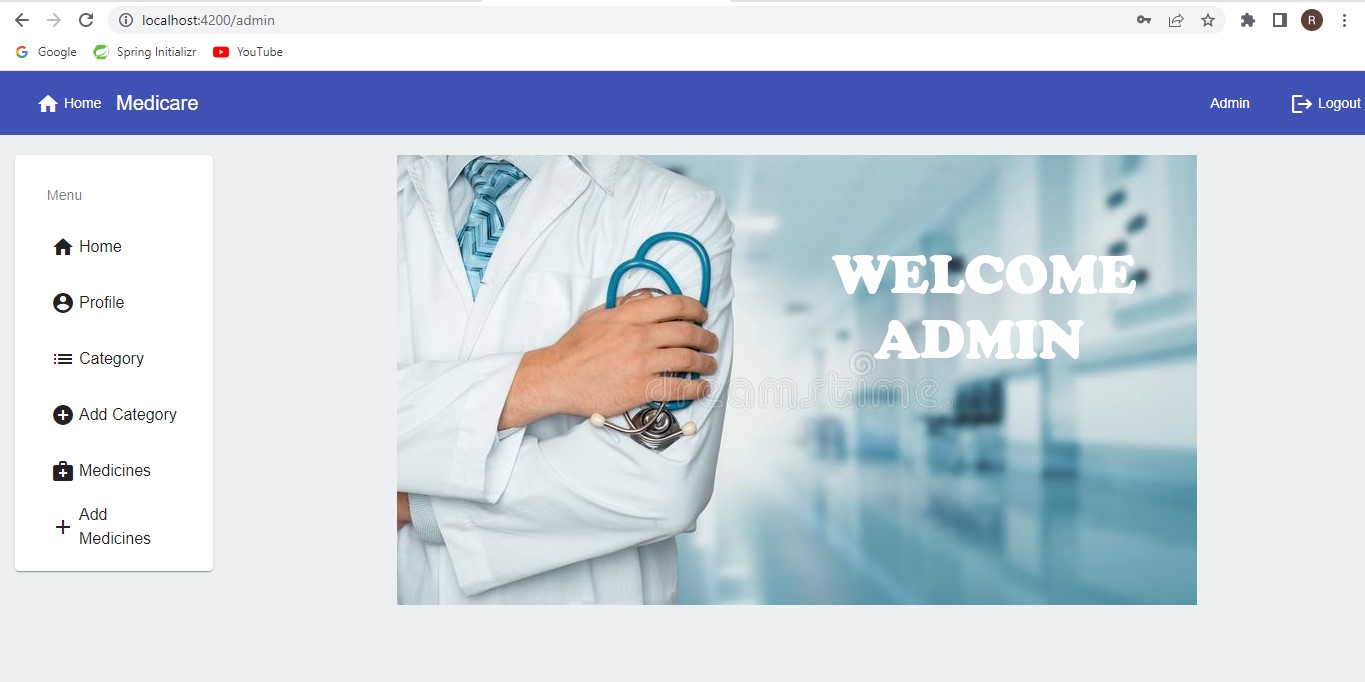 localhost:4200/admin
R
Google
Spring Initializr
YouTube
Home
Medicare
Admin
Logout
Menu
Home
Profile
Category
Add Category
Medicines
Add
Medicines
WELCOME
ADMIN
dreamstime